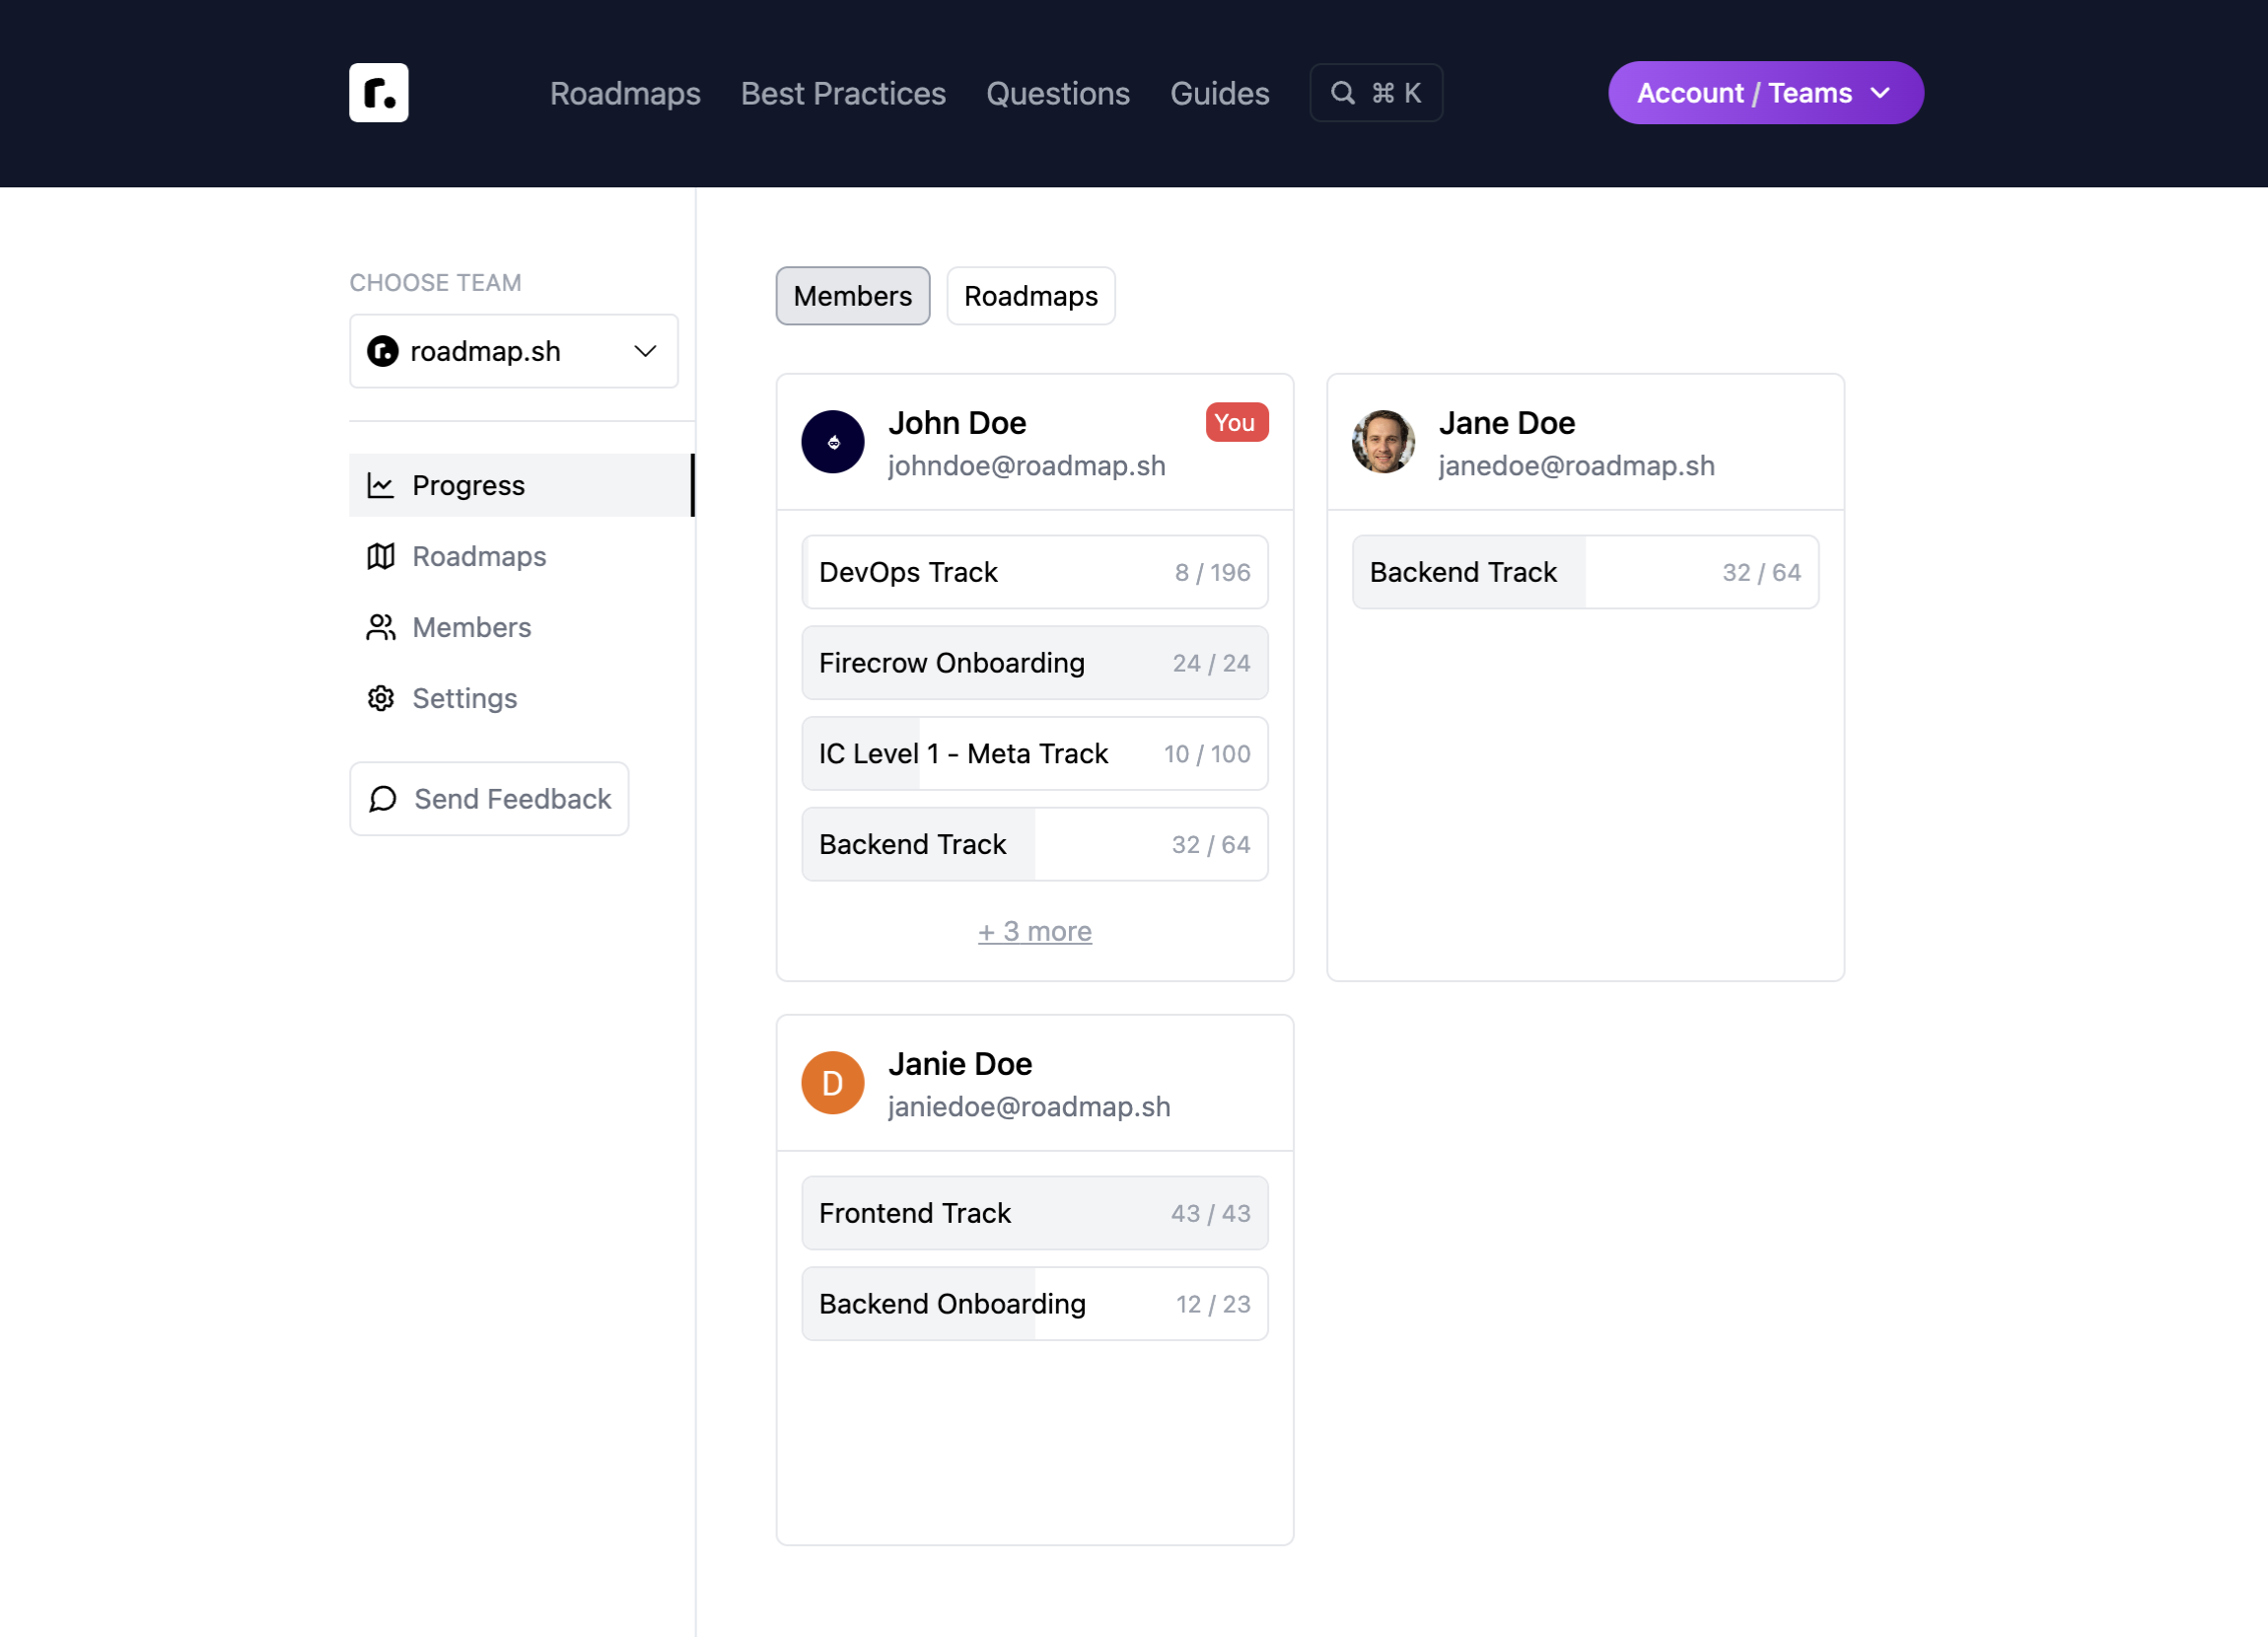 r.
Roadmaps Best Practices Questions Guides ⌘ K Account / Teams
CHOOSE TEAM
r. roadmap.sh
Progress
Roadmaps
Members
Settings
Send Feedback
Members Roadmaps
John Doe You
johndoe@roadmap.sh
DevOps Track 8 / 196
Firecrow Onboarding 24 / 24
IC Level 1 - Meta Track 10 / 100
Backend Track 32 / 64
+ 3 more
Jane Doe
janedoe@roadmap.sh
Backend Track 32 / 64
D
Janie Doe
janiedoe@roadmap.sh
Frontend Track 43 / 43
Backend Onboarding 12 / 23